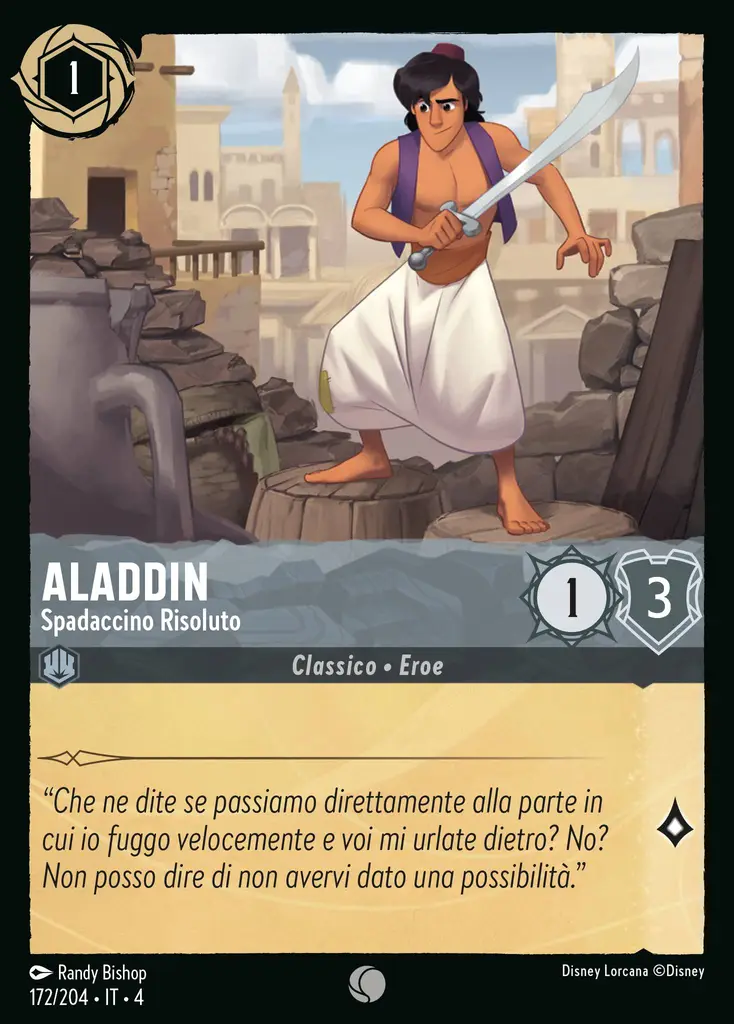 1
ALADDIN
Spadaccino Risoluto
1
3
Classico • Eroe
“Che ne dite se passiamo direttamente alla parte in
cui io fuggo velocemente e voi mi urlate dietro? No?
Non posso dire di non avervi dato una possibilità.”
Randy Bishop
Disney Lorcana ©Disney
172/204 • IT • 4